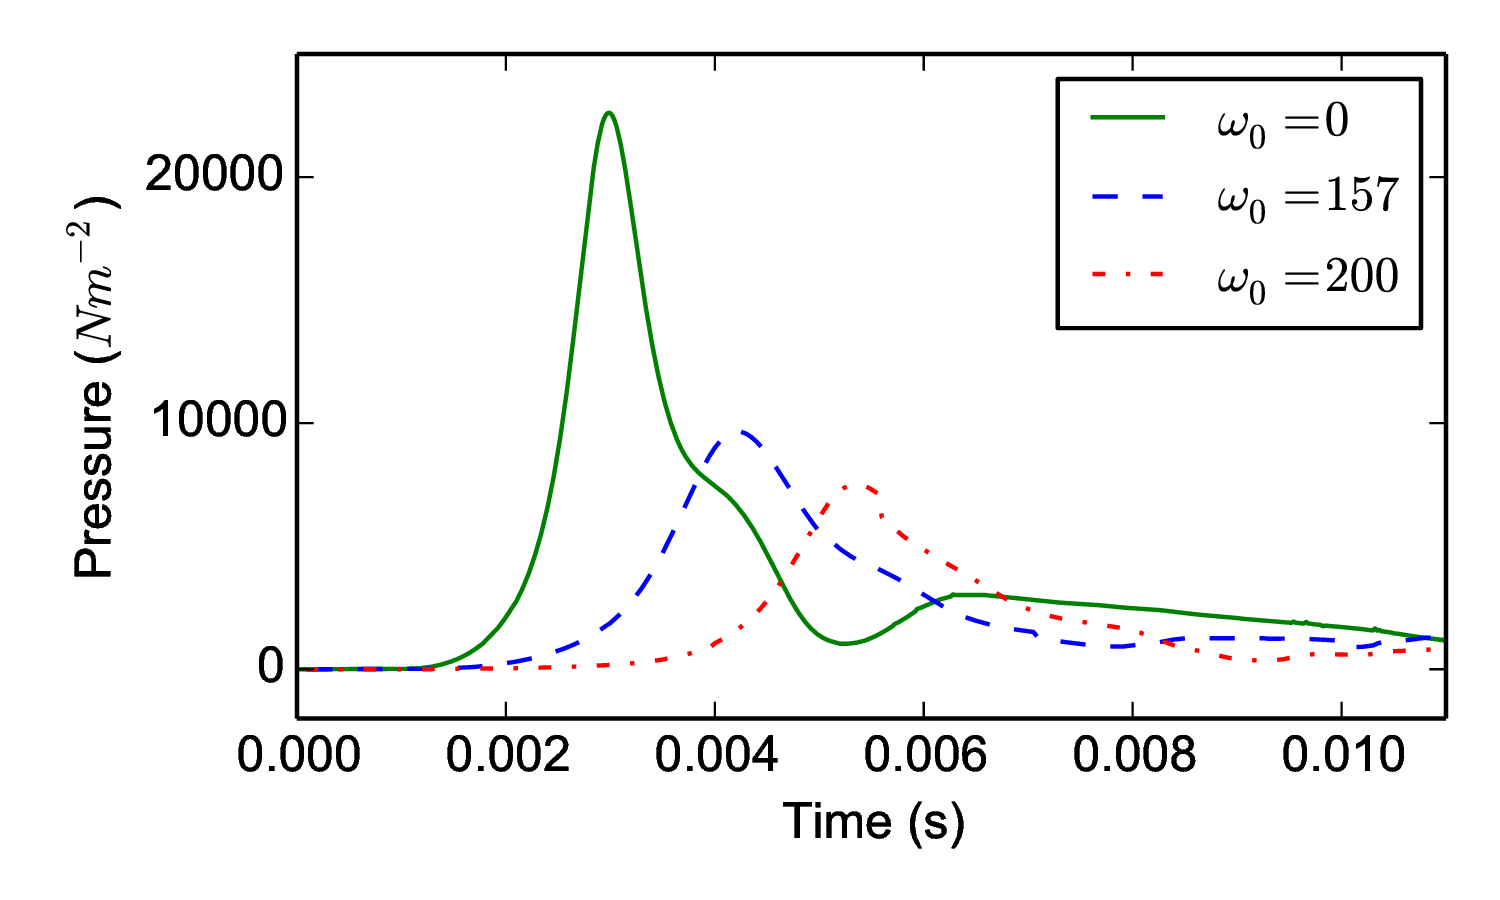 20000
10000
0
Pressure (Nm⁻²)
0.000 0.002 0.004 0.006 0.008 0.010
Time (s)
ω₀ =0
ω₀ =157
ω₀ =200